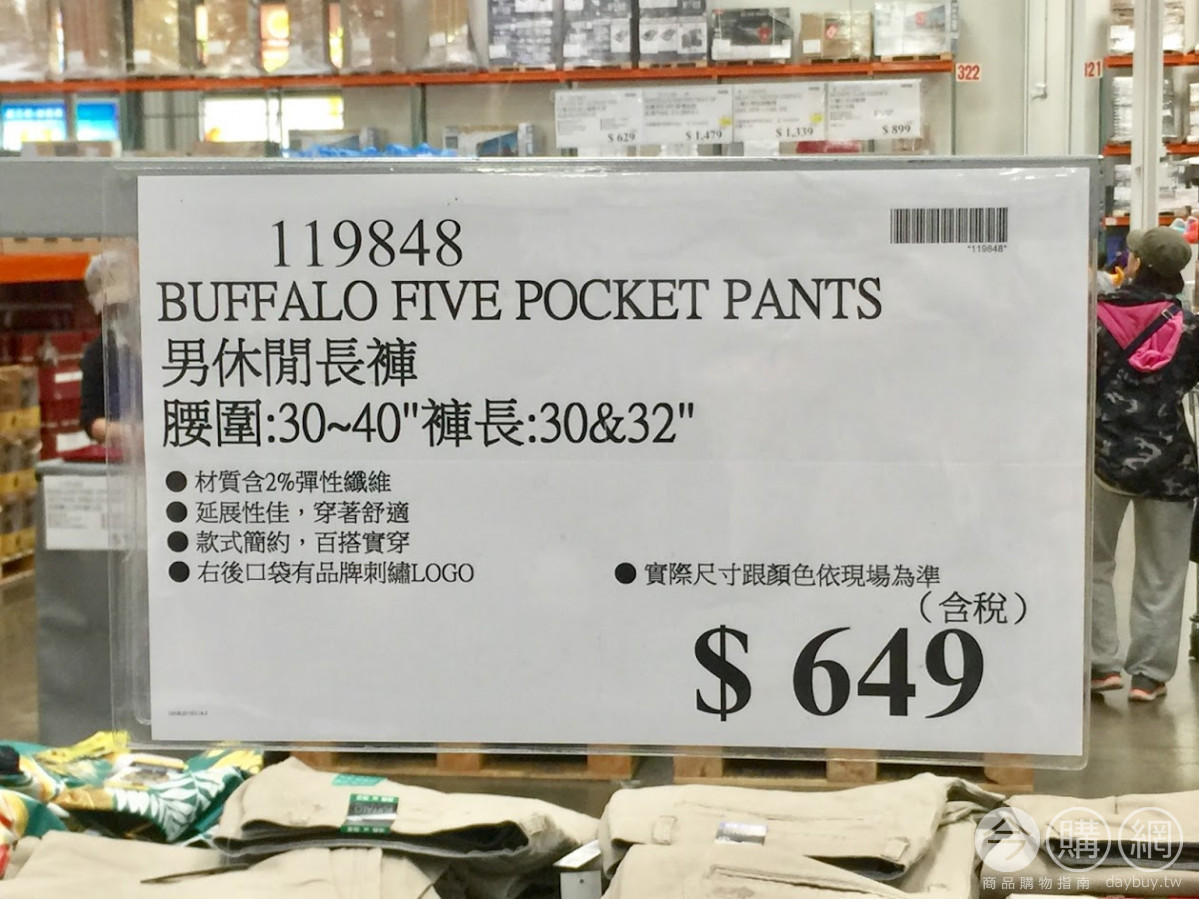 322
321
$ 629
$ 1,479
$ 1,339
$ 899
119848
*119848*
BUFFALO FIVE POCKET PANTS
男休閒長褲
腰圍:30~40"褲長:30&32"
● 材質含2%彈性纖維
● 延展性佳，穿著舒適
● 款式簡約，百搭實穿
● 右後口袋有品牌刺繡LOGO
● 實際尺寸跟顏色依現場為準
（含稅）
$ 649
今購網
商品購物指南 daybuy.tw